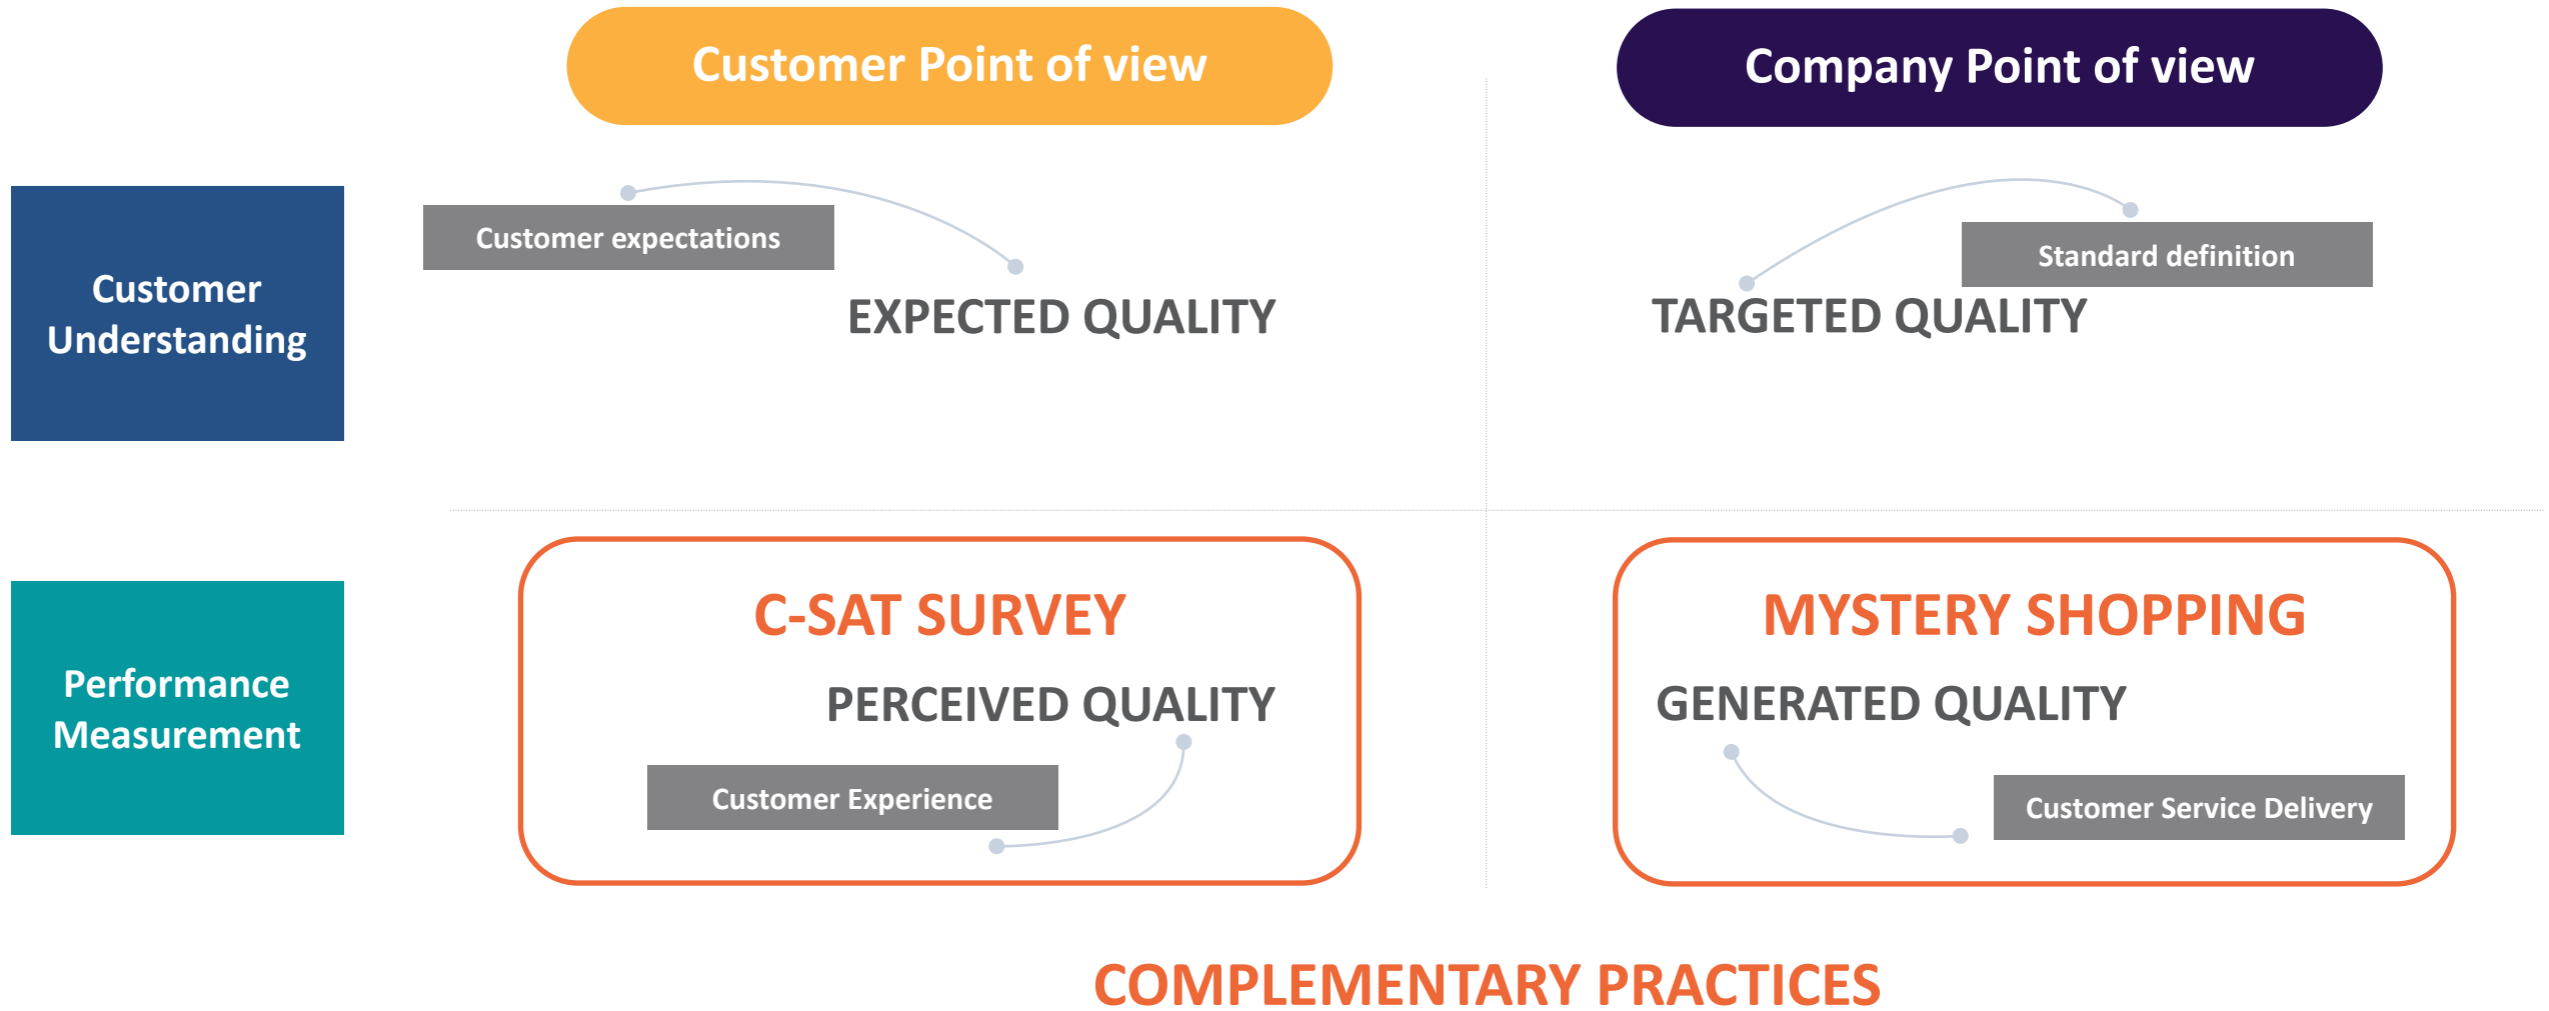 Customer Point of view
Company Point of view
Customer
Understanding
Customer expectations
EXPECTED QUALITY
Standard definition
TARGETED QUALITY
Performance
Measurement
C-SAT SURVEY
PERCEIVED QUALITY
Customer Experience
MYSTERY SHOPPING
GENERATED QUALITY
Customer Service Delivery
COMPLEMENTARY PRACTICES